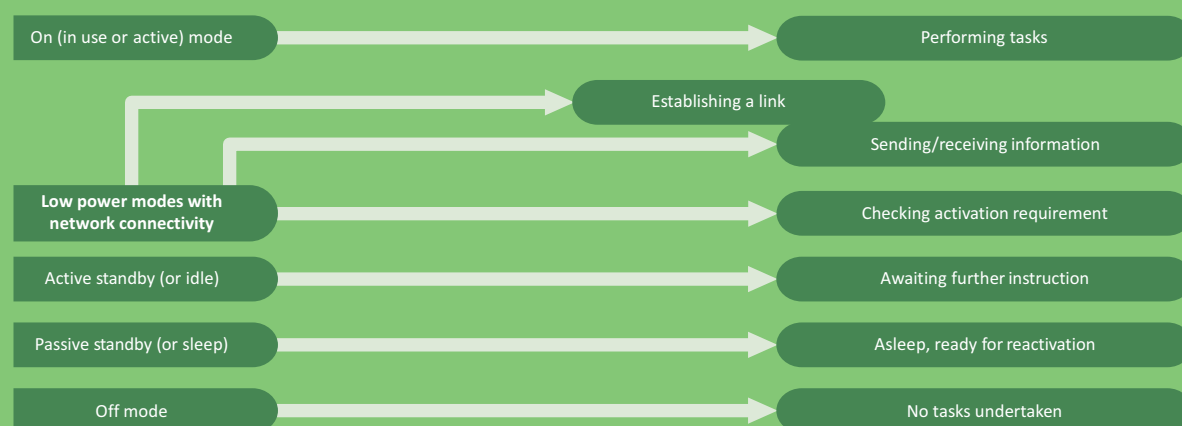 On (in use or active) mode
Performing tasks
Establishing a link
Sending/receiving information
Low power modes with
network connectivity
Checking activation requirement
Active standby (or idle)
Awaiting further instruction
Passive standby (or sleep)
Asleep, ready for reactivation
Off mode
No tasks undertaken